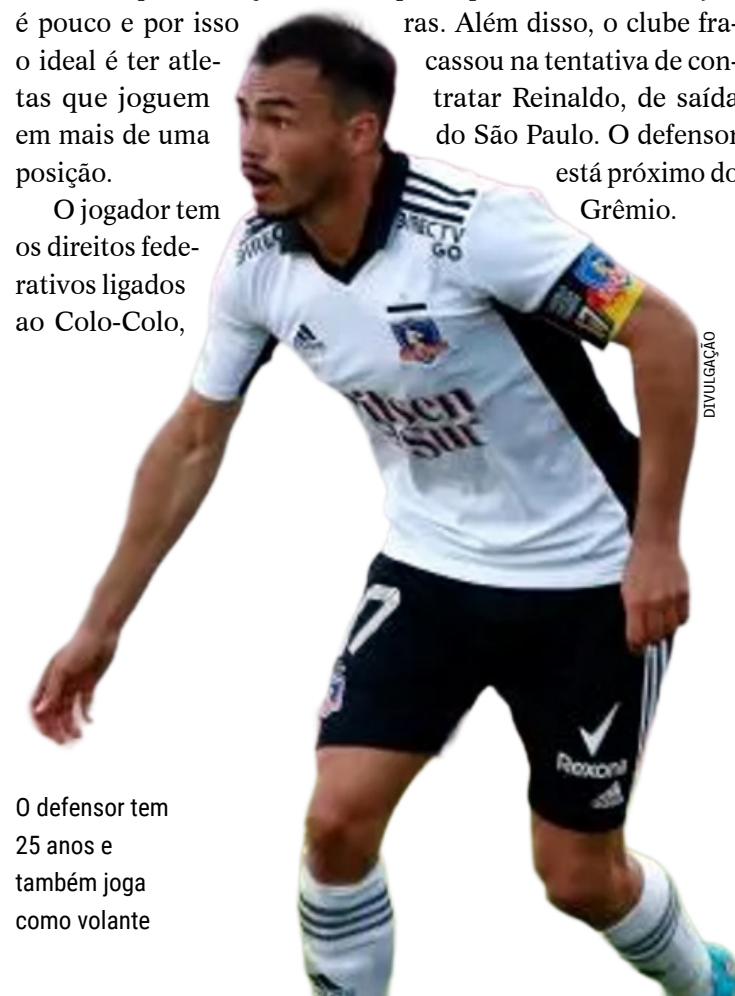 é pouco e por isso
o ideal é ter atle-
tas que joguem
em mais de uma
posição.
O jogador tem
os direitos fede-
rativos ligados
ao Colo-Colo,
ras. Além disso, o clube fra-
cassou na tentativa de con-
tratar Reinaldo, de saída
do São Paulo. O defensor
está próximo do
Grêmio.
DIVULGAÇÃO
DIRECTV
GO
ilsen
Sur
7
Rexona
O defensor tem
25 anos e
também joga
como volante